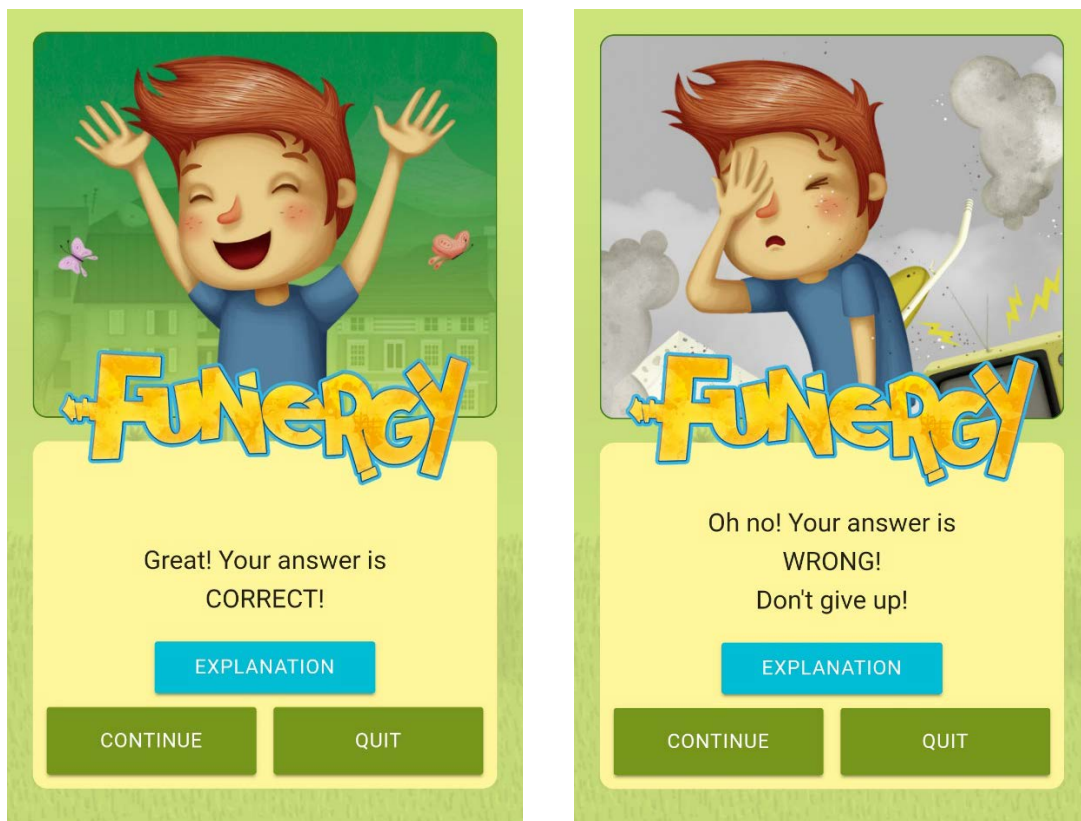 FUNERGY
Great! Your answer is
CORRECT!
EXPLANATION
CONTINUE
QUIT
FUNERGY
Oh no! Your answer is
WRONG!
Don't give up!
EXPLANATION
CONTINUE
QUIT